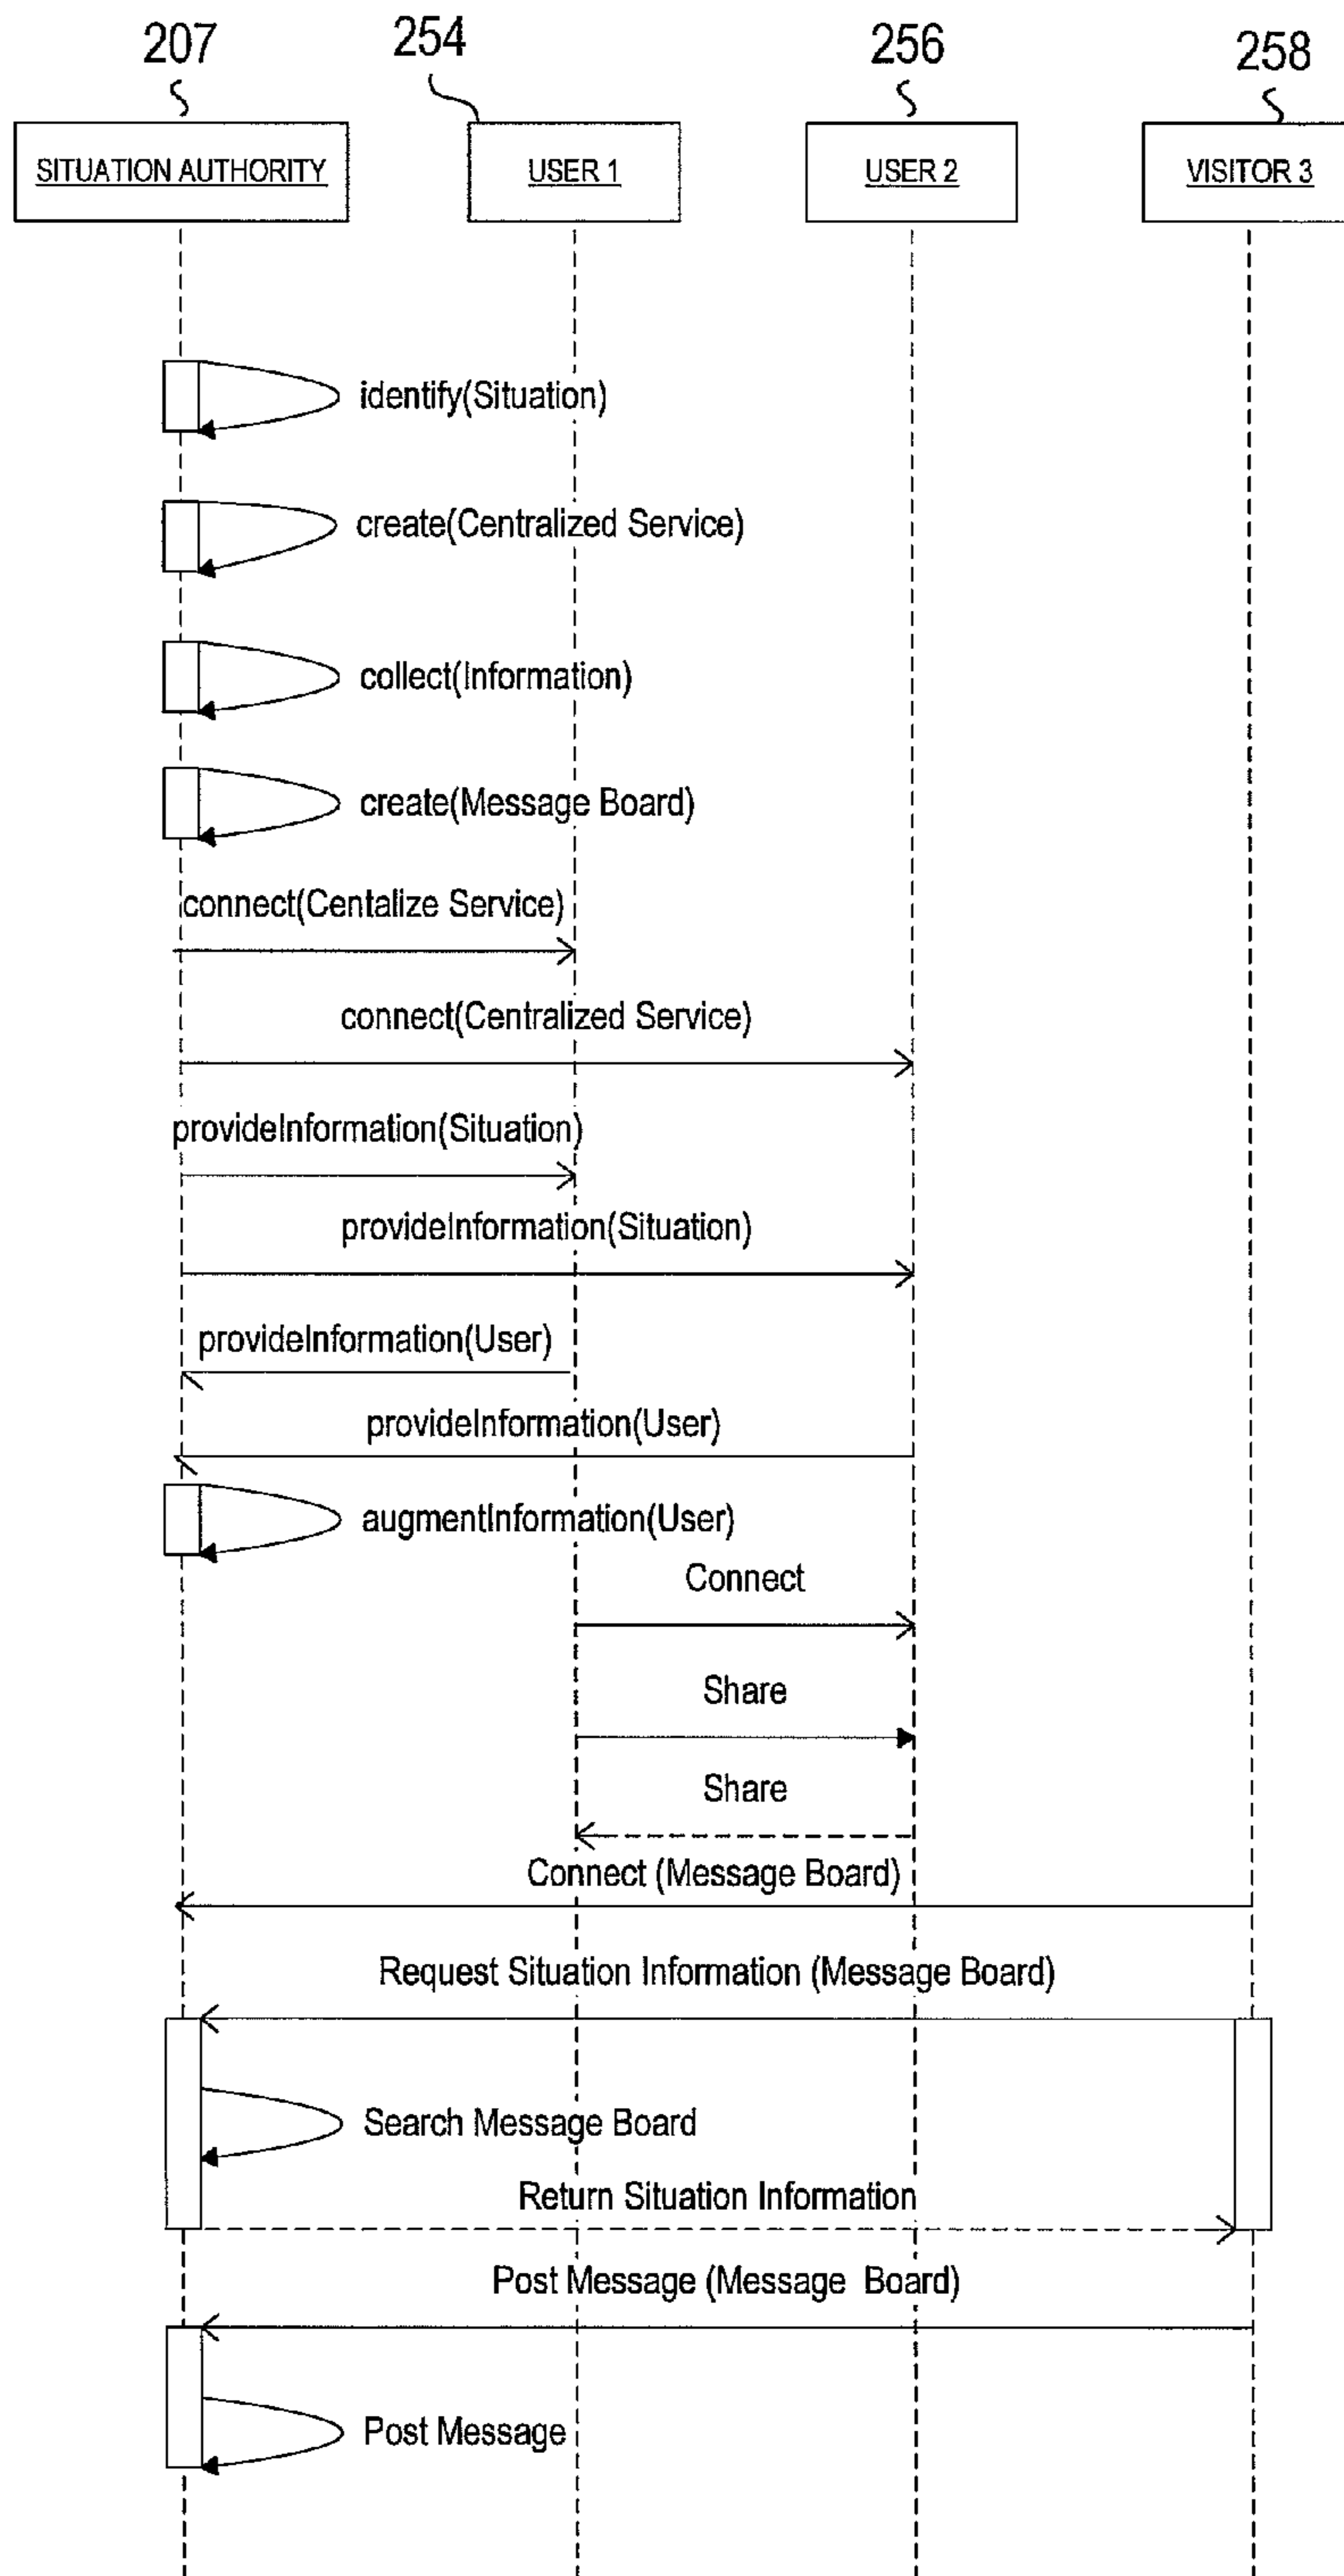 207
254
256
258
SITUATION AUTHORITY
USER 1
USER 2
VISITOR 3
identify(Situation)
create(Centralized Service)
collect(Information)
create(Message Board)
connect(Centalize Service)
connect(Centralized Service)
provideInformation(Situation)
provideInformation(Situation)
provideInformation(User)
provideInformation(User)
augmentInformation(User)
Connect
Share
Share
Connect (Message Board)
Request Situation Information (Message Board)
Search Message Board
Return Situation Information
Post Message (Message Board)
Post Message